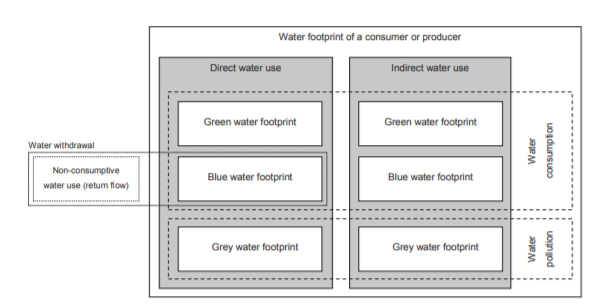 Water footprint of a consumer or producer
Direct water use
Indirect water use
Green water footprint
Green water footprint
Water consumption
Water withdrawal
Non-consumptive
water use (return flow)
Blue water footprint
Blue water footprint
Grey water footprint
Grey water footprint
Water
pollution